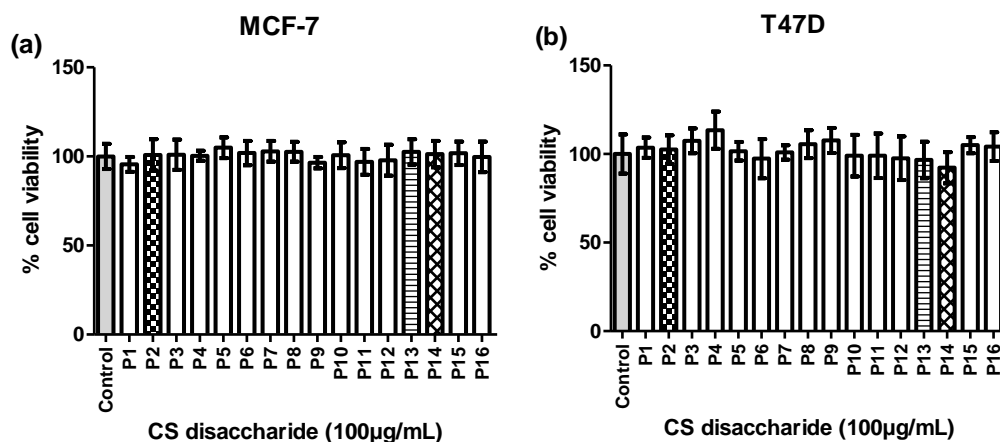 (a)
MCF-7
% cell viability
150
100
50
0
Control
P1
P2
P3
P4
P5
P6
P7
P8
P9
P10
P11
P12
P13
P14
P15
P16
CS disaccharide (100µg/mL)
(b)
T47D
% cell viability
150
100
50
0
Control
P1
P2
P3
P4
P5
P6
P7
P8
P9
P10
P11
P12
P13
P14
P15
P16
CS disaccharide (100µg/mL)